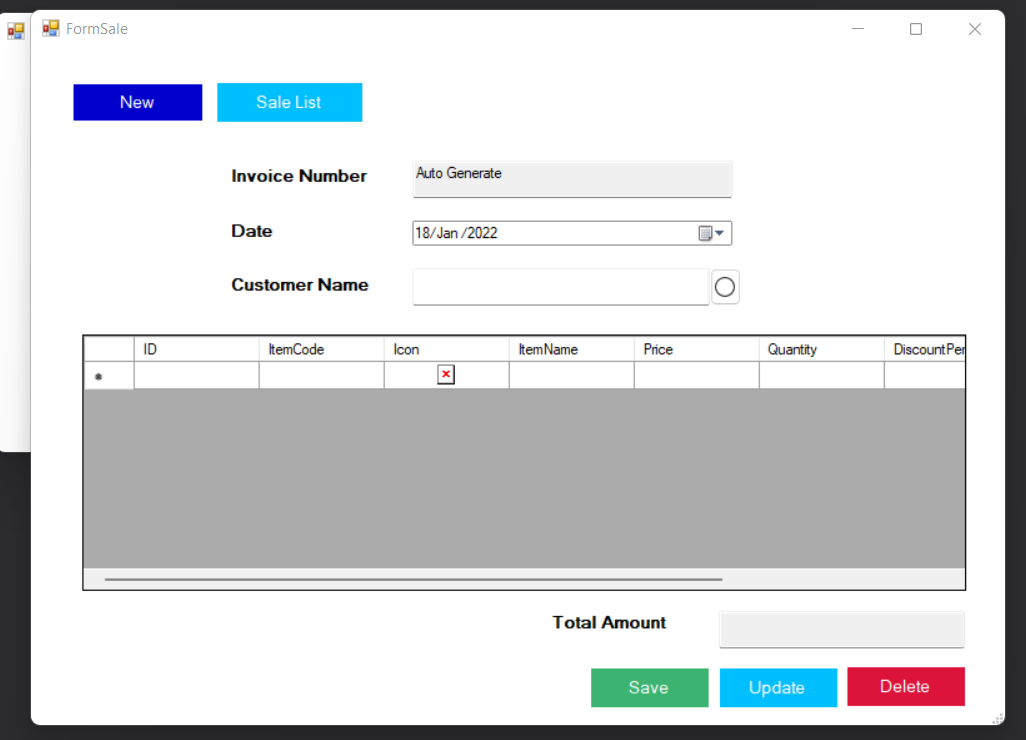 FormSale
New Sale List
Invoice Number Auto Generate
Date 18/Jan /2022
Customer Name
ID ItemCode Icon ItemName Price Quantity DiscountPer
Total Amount
Save Update Delete